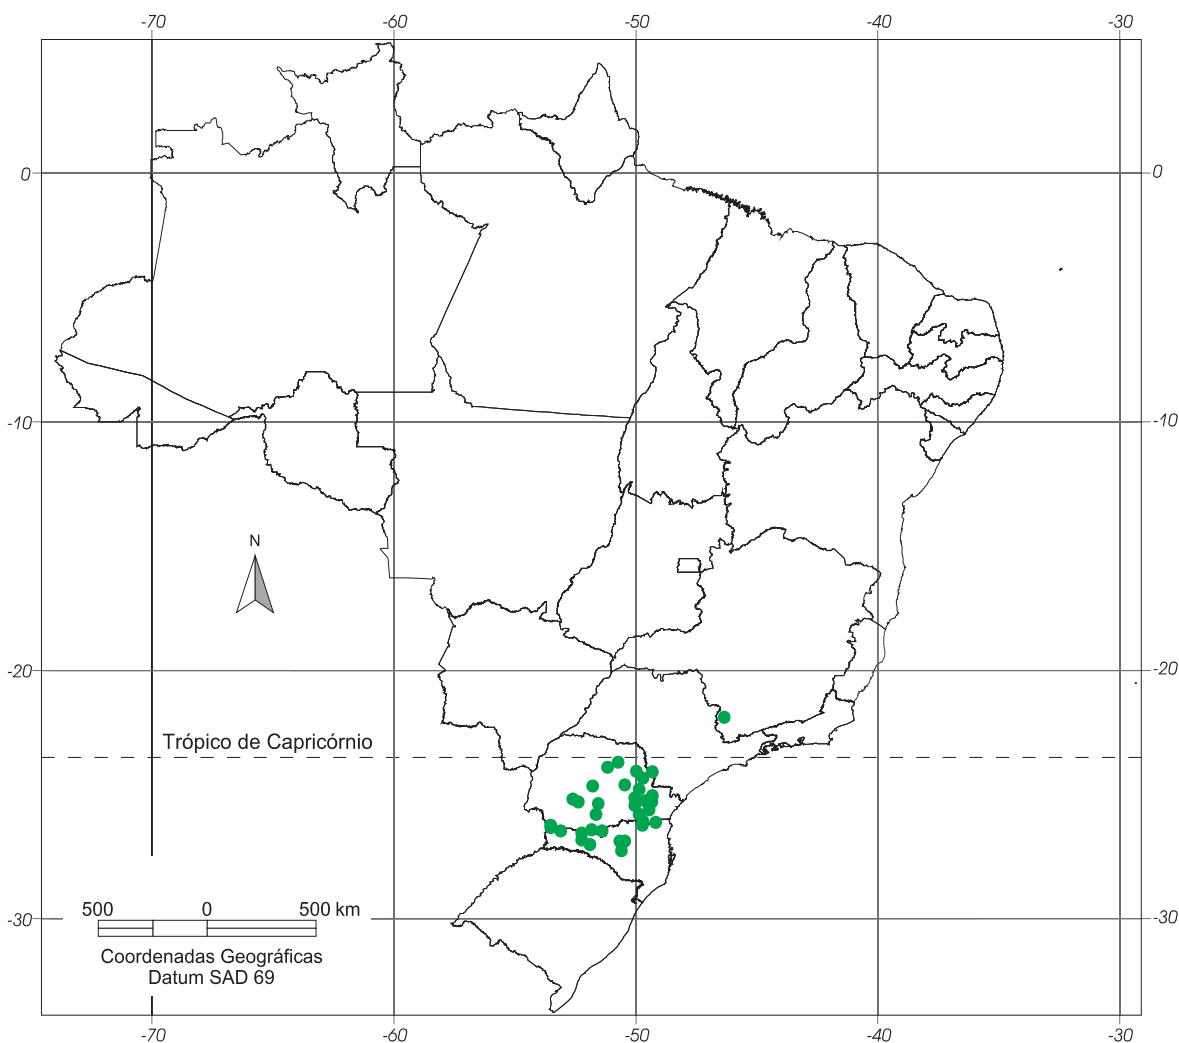 -70 -60 -50 -40 -30
0 0
-10 -10
N
-20 -20
Trópico de Capricórnio
500 0 500 km
-30 -30
Coordenadas Geográficas
Datum SAD 69
-70 -60 -50 -40 -30